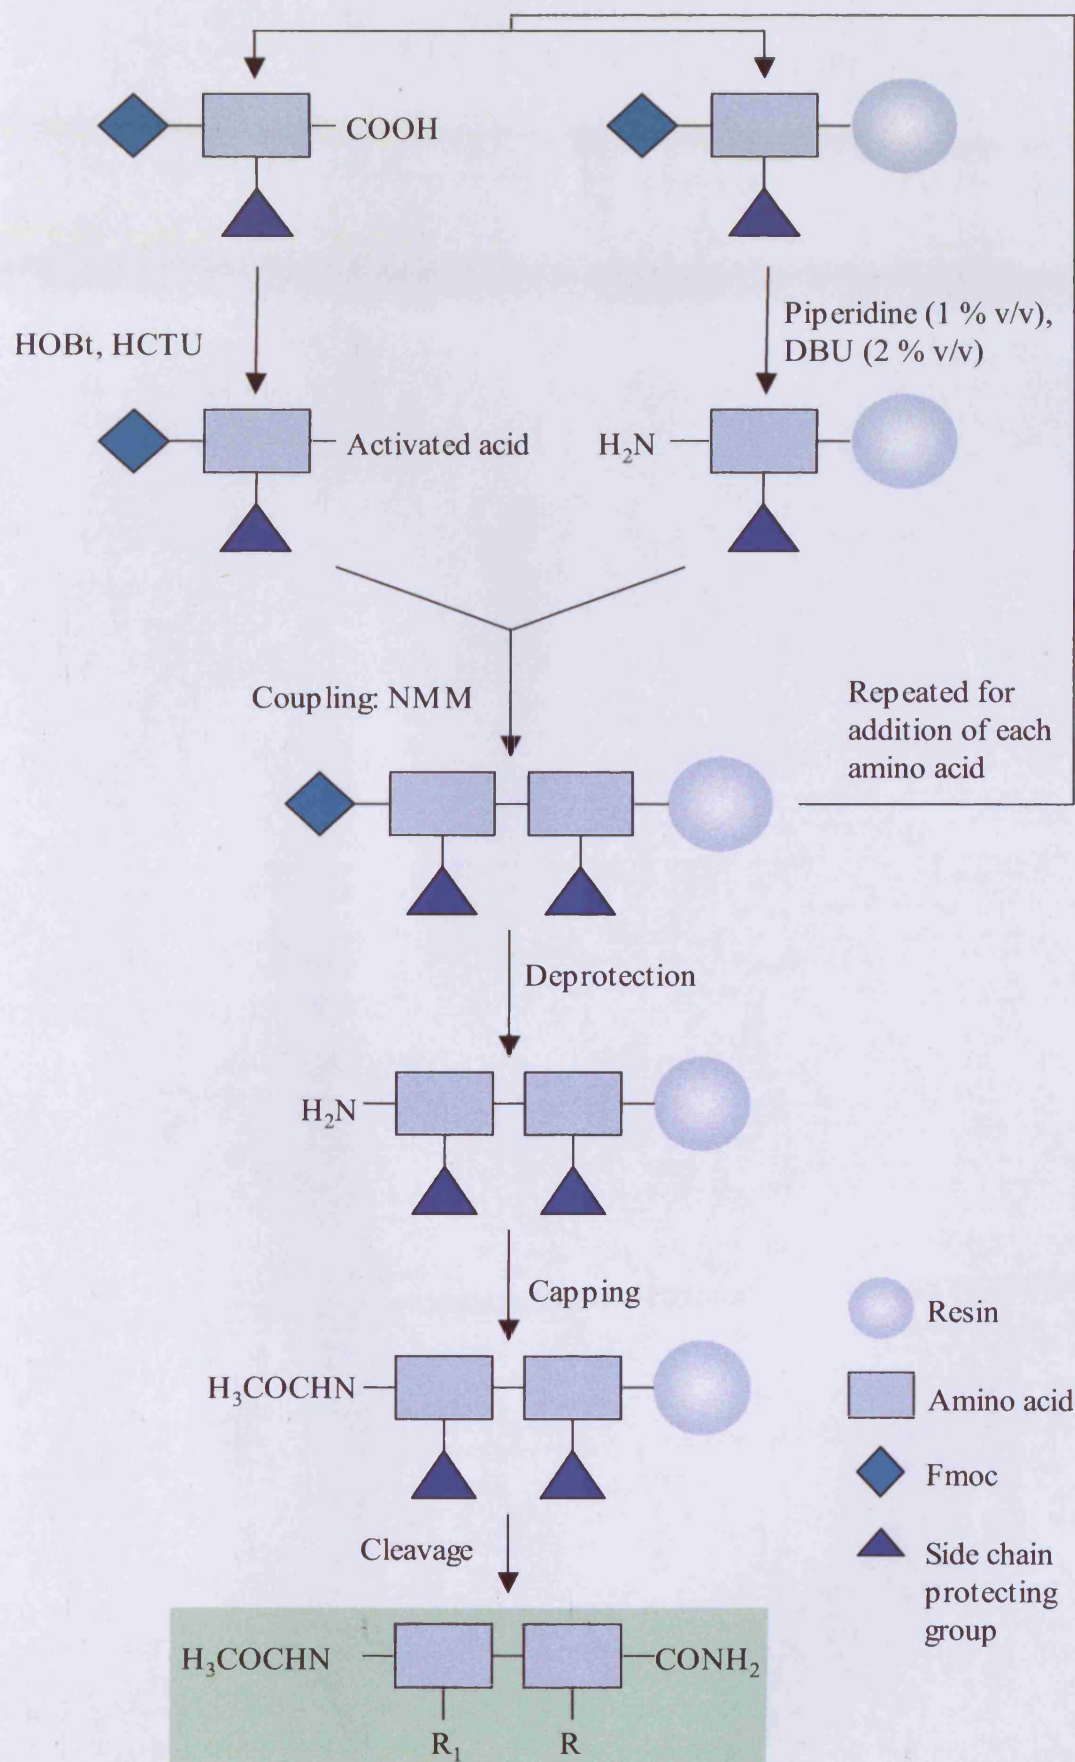 COOH
HOBt, HCTU
Piperidine (1 % v/v),
DBU (2 % v/v)
Activated acid
H₂N
Coupling: NMM
Repeated for
addition of each
amino acid
Deprotection
H₂N
Capping
H₃COCHN
Cleavage
H₃COCHN
CONH₂
R₁
R
Resin
Amino acid
Fmoc
Side chain
protecting
group